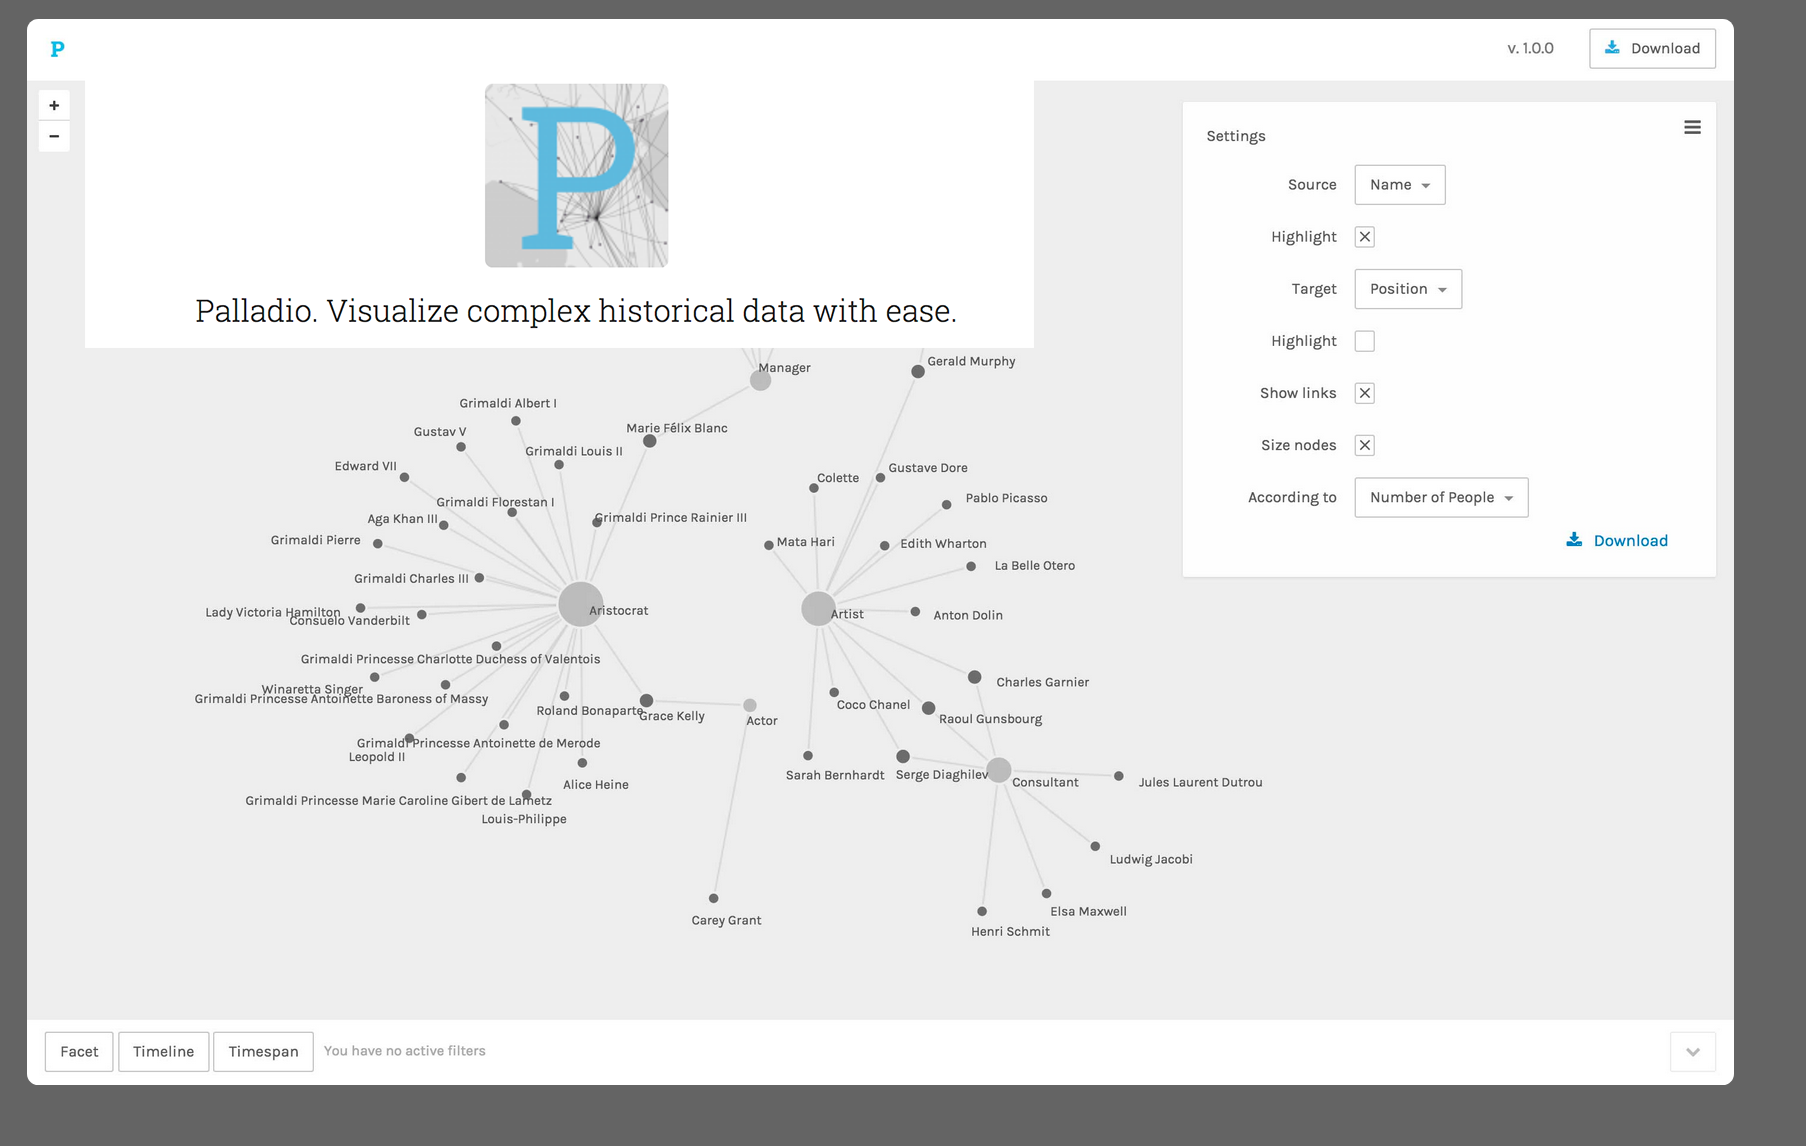 P
v. 1.0.0
Download
+
−
P
Palladio. Visualize complex historical data with ease.
Settings
Source
Name
Highlight
Target
Position
Highlight
Show links
Size nodes
According to
Number of People
Download
Manager
Gerald Murphy
Grimaldi Albert I
Gustav V
Marie Félix Blanc
Grimaldi Louis II
Edward VII
Gustave Dore
Colette
Pablo Picasso
Grimaldi Florestan I
Aga Khan III
Grimaldi Prince Rainier III
Grimaldi Pierre
Mata Hari
Edith Wharton
La Belle Otero
Grimaldi Charles III
Lady Victoria Hamilton
Aristocrat
Artist
Anton Dolin
Consuelo Vanderbilt
Grimaldi Princesse Charlotte Duchess of Valentois
Charles Garnier
Winaretta Singer
Grimaldi Princesse Antoinette Baroness of Massy
Roland Bonaparte
Grace Kelly
Actor
Coco Chanel
Raoul Gunsbourg
Grimaldi Princesse Antoinette de Merode
Leopold II
Sarah Bernhardt
Serge Diaghilev
Consultant
Jules Laurent Dutrou
Alice Heine
Grimaldi Princesse Marie Caroline Gibert de Lametz
Louis-Philippe
Ludwig Jacobi
Carey Grant
Elsa Maxwell
Henri Schmit
Facet
Timeline
Timespan
You have no active filters